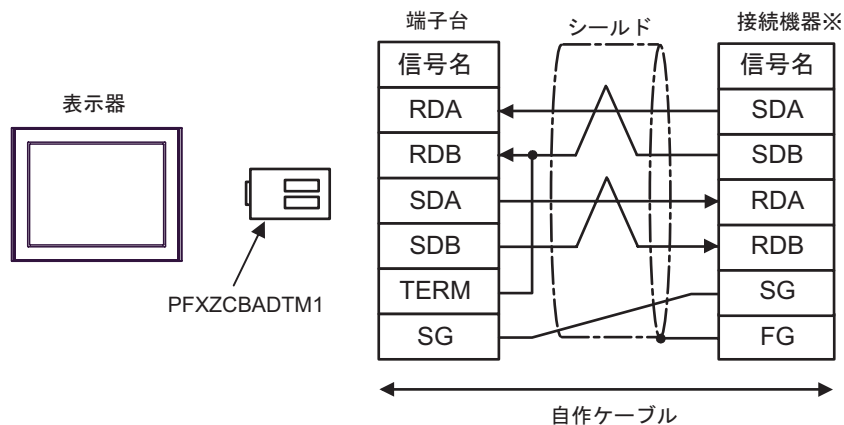 端子台
シールド
接続機器※
表示器
PFXZCBADTM1
信号名
RDA
RDB
SDA
SDB
TERM
SG
信号名
SDA
SDB
RDA
RDB
SG
FG
自作ケーブル